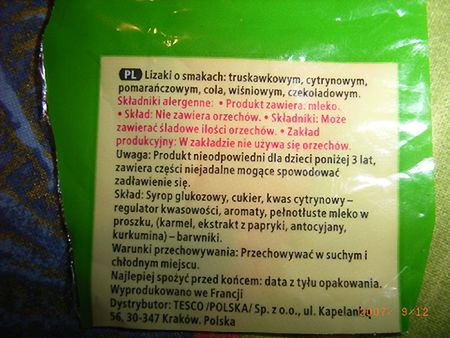 PL Lizaki o smakach: truskawkowym, cytrynowym,
pomarańczowym, cola, wiśniowym, czekoladowym.
Składniki alergenne: • Produkt zawiera: mleko.
• Skład: Nie zawiera orzechów. • Składniki: Może
zawierać śladowe ilości orzechów. • Zakład
produkcyjny: W zakładzie nie używa się orzechów.
Uwaga: Produkt nieodpowiedni dla dzieci poniżej 3 lat,
zawiera części niejadalne mogące spowodować
zadławienie się.
Skład: Syrop glukozowy, cukier, kwas cytrynowy –
regulator kwasowości, aromaty, pełnotłuste mleko w
proszku, (karmel, ekstrakt z papryki, antocyjany,
kurkumina) – barwniki.
Warunki przechowywania: Przechowywać w suchym i
chłodnym miejscu.
Najlepiej spożyć przed końcem: data z tyłu opakowania.
Wyprodukowano we Francji
Dystrybutor: TESCO /POLSKA/ Sp. z o.o., ul. Kapelanka
56, 30-347 Kraków. Polska
2007/ 9/12